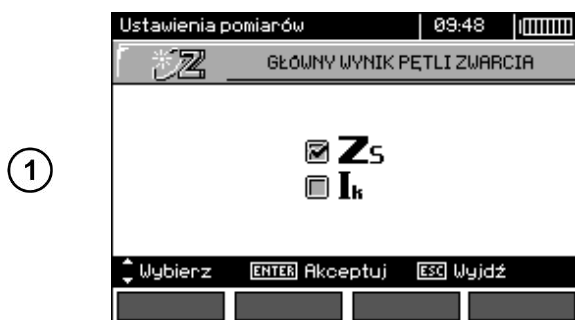 Ustawienia pomiarów 09:48
Z GŁÓWNY WYNIK PĘTLI ZWARCIA
1
Zs
Ik
Wybierz ENTER Akceptuj ESC Wyjdź